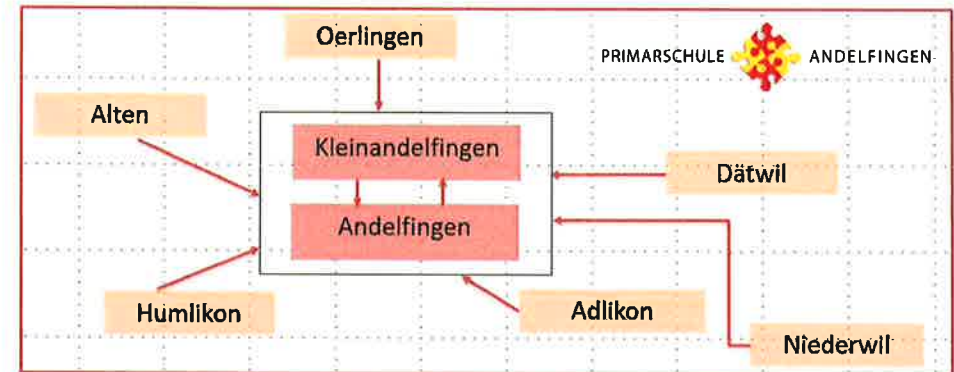 Oerlingen
PRIMARSCHULE ANDELFINGEN
Alten
Kleinandelfingen
Dätwil
Andelfingen
Humlikon
Adlikon
Niederwil